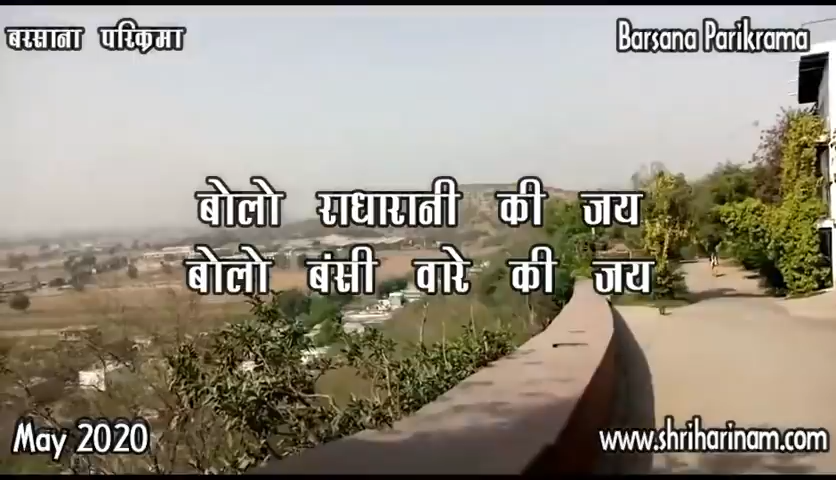 बरसाना परिक्रमा
Barsana Parikrama
बोलो राधारानी की जय
बोलो बंसी वारे की जय
May 2020
www.shriharinam.com